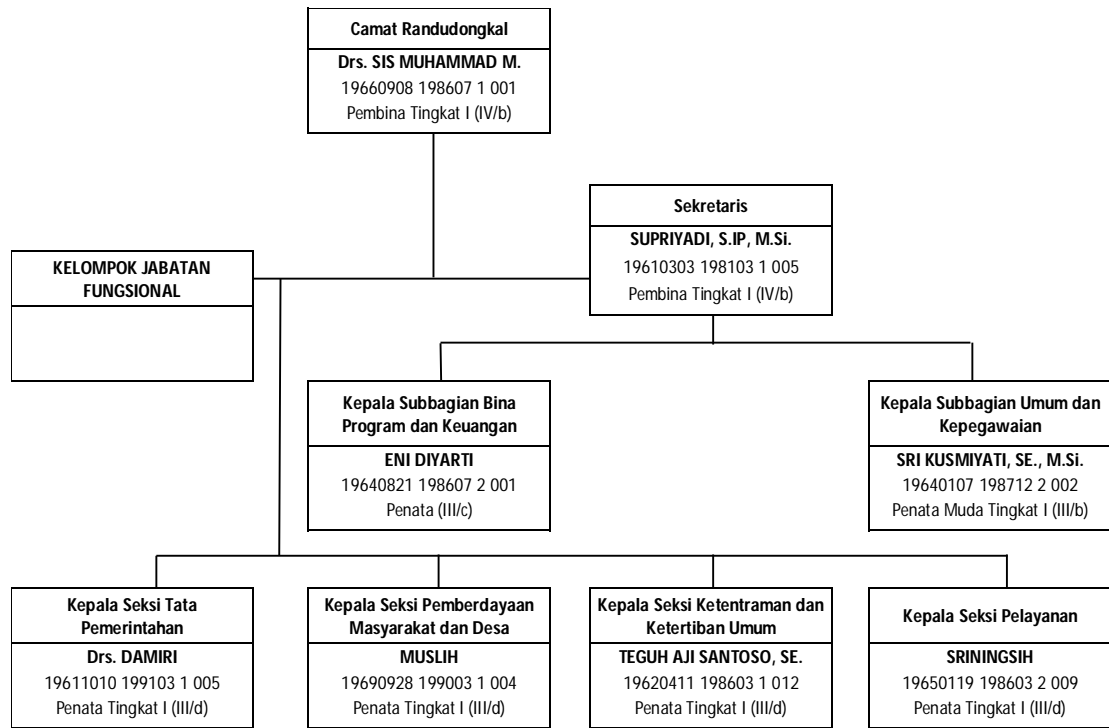 Camat Randudongkal
Drs. SIS MUHAMMAD M.
19660908 198607 1 001
Pembina Tingkat I (IV/b)
Sekretaris
SUPRIYADI, S.IP, M.Si.
19610303 198103 1 005
Pembina Tingkat I (IV/b)
KELOMPOK JABATAN
FUNGSIONAL
Kepala Subbagian Bina
Program dan Keuangan
ENI DIYARTI
19640821 198607 2 001
Penata (III/c)
Kepala Subbagian Umum dan
Kepegawaian
SRI KUSMIYATI, SE., M.Si.
19640107 198712 2 002
Penata Muda Tingkat I (III/b)
Kepala Seksi Tata
Pemerintahan
Drs. DAMIRI
19611010 199103 1 005
Penata Tingkat I (III/d)
Kepala Seksi Pemberdayaan
Masyarakat dan Desa
MUSLIH
19690928 199003 1 004
Penata Tingkat I (III/d)
Kepala Seksi Ketentraman dan
Ketertiban Umum
TEGUH AJI SANTOSO, SE.
19620411 198603 1 012
Penata Tingkat I (III/d)
Kepala Seksi Pelayanan
SRININGSIH
19650119 198603 2 009
Penata Tingkat I (III/d)